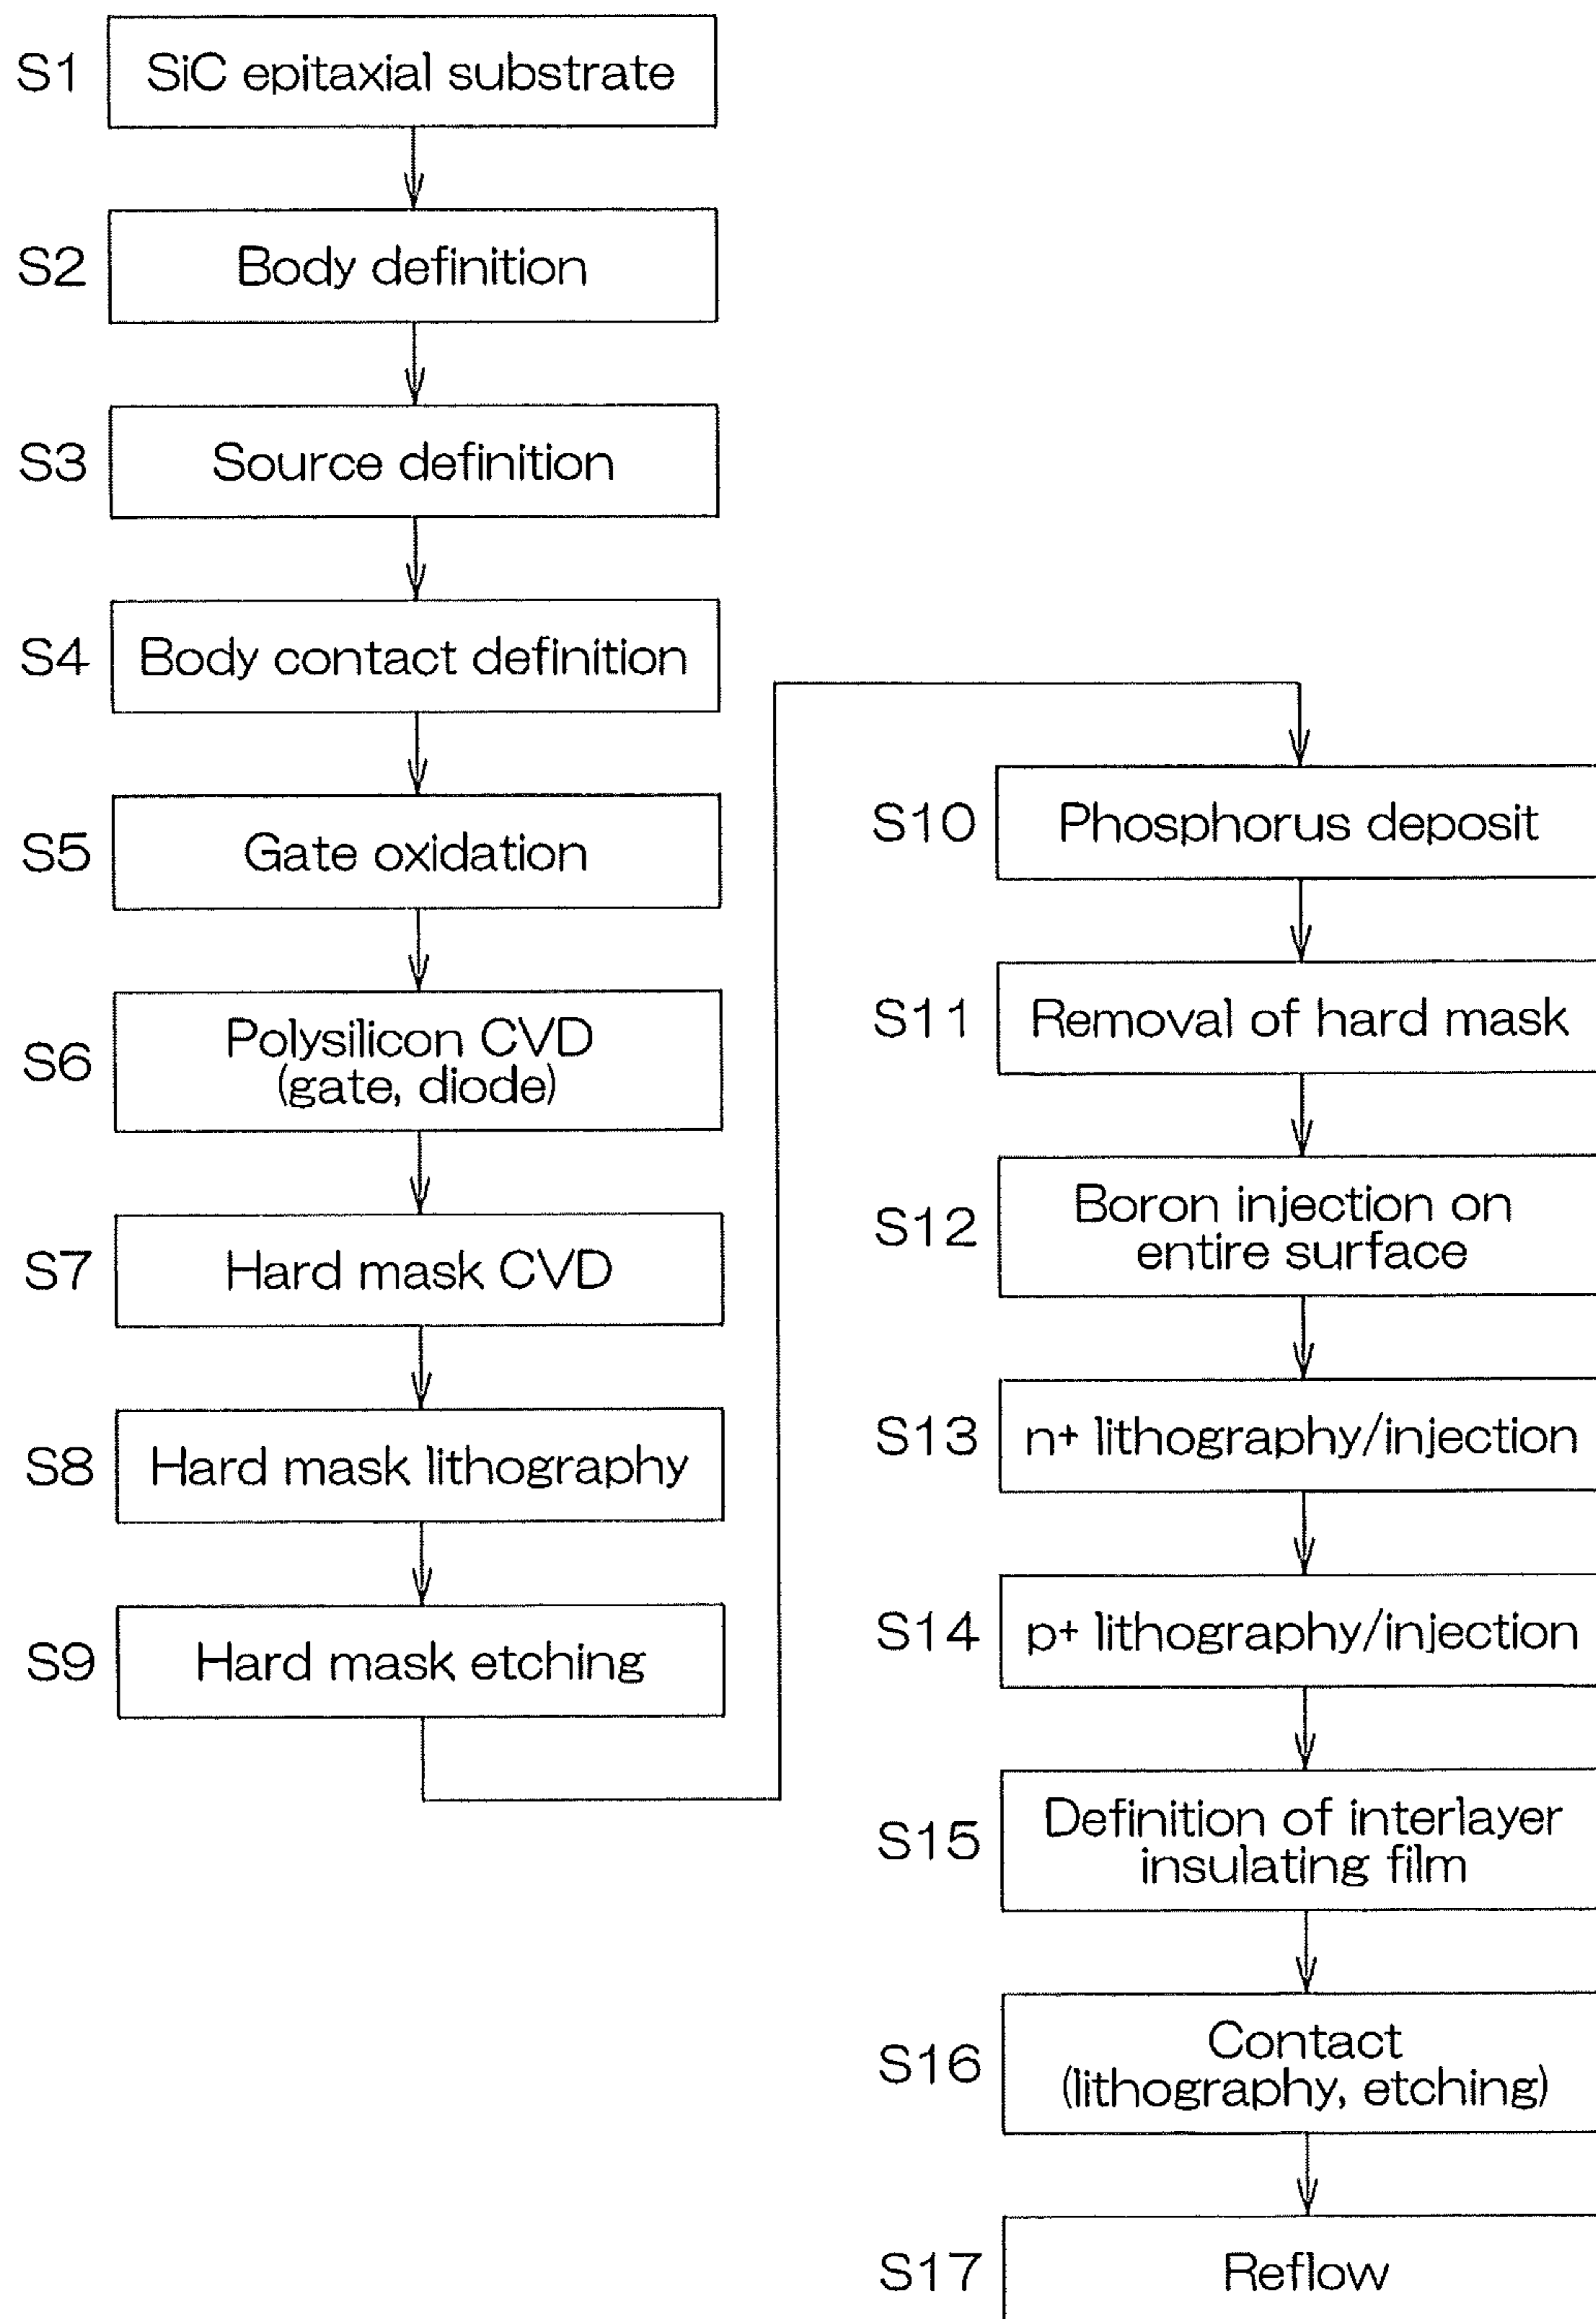 S1 SiC epitaxial substrate
S2 Body definition
S3 Source definition
S4 Body contact definition
S5 Gate oxidation
S6 Polysilicon CVD
(gate, diode)
S7 Hard mask CVD
S8 Hard mask lithography
S9 Hard mask etching
S10 Phosphorus deposit
S11 Removal of hard mask
S12 Boron injection on
entire surface
S13 n+ lithography/injection
S14 p+ lithography/injection
S15 Definition of interlayer
insulating film
S16 Contact
(lithography, etching)
S17 Reflow